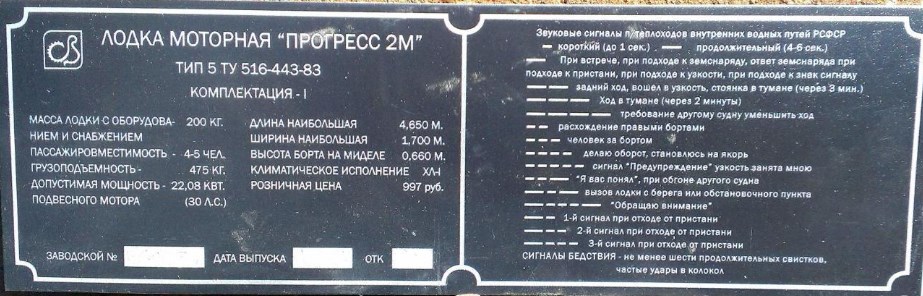 ЛОДКА МОТОРНАЯ "ПРОГРЕСС 2М"
ТИП 5 ТУ 516-443-83
КОМПЛЕКТАЦИЯ - I
МАССА ЛОДКИ С ОБОРУДОВА- 200 КГ.
НИЕМ И СНАБЖЕНИЕМ
ПАССАЖИРОВМЕСТИМОСТЬ - 4-5 ЧЕЛ.
ГРУЗОПОДЪЕМНОСТЬ - 475 КГ.
ДОПУСТИМАЯ МОЩНОСТЬ - 22,08 КВТ.
ПОДВЕСНОГО МОТОРА (30 Л.С.)
ДЛИНА НАИБОЛЬШАЯ 4,650 М.
ШИРИНА НАИБОЛЬШАЯ 1,700 М.
ВЫСОТА БОРТА НА МИДЕЛЕ 0,660 М.
КЛИМАТИЧЕСКОЕ ИСПОЛНЕНИЕ ХЛ-I
РОЗНИЧНАЯ ЦЕНА 997 руб.
ЗАВОДСКОЙ № ДАТА ВЫПУСКА ОТК
Звуковые сигналы п/теплоходов внутренних водных путей РСФСР
- короткий (до 1 сек.) — продолжительный (4-6 сек.)
При встрече, при подходе к земснаряду, ответ земснаряда при
подходе к пристани, при подходе к узкости, при подходе к знак сигналу
задний ход, вошел в узкость, стоянка в тумане (через 3 мин.)
Ход в тумане (через 2 минуты)
требование другому судну уменьшить ход
расхождение правыми бортами
человек за бортом
делаю оборот, становлюсь на якорь
сигнал "Предупреждение" узкость занята мною
"Я вас понял", при обгоне другого судна
вызов лодки с берега или обстановочного пункта
"Обращаю внимание"
1-й сигнал при отходе от пристани
2-й сигнал при отходе от пристани
3-й сигнал при отходе от пристани
СИГНАЛЫ БЕДСТВИЯ - не менее шести продолжительных свистков,
частые удары в колокол